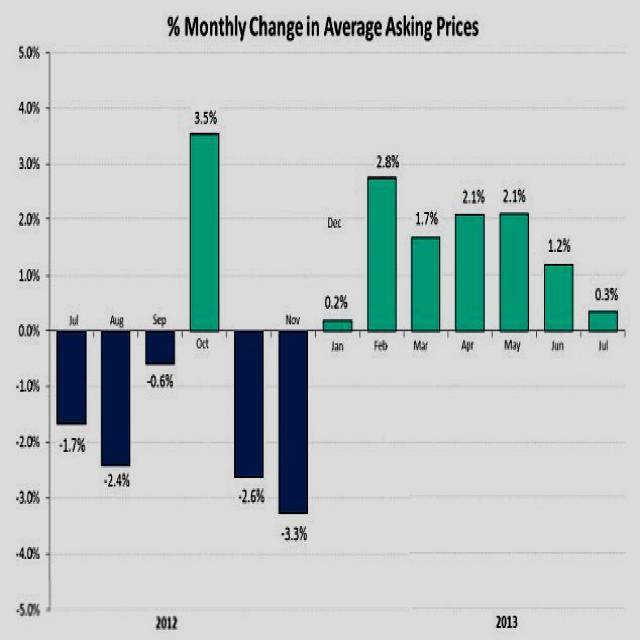 % Monthly Change in Average Asking Prices
5.0%
4.0%
3.5%
3.0%
2.8%
2.1%
2.1%
2.0%
Dec
1.7%
1.2%
1.0%
0.2%
0.3%
0.0%
Jul
Aug
Sep
Oct
Nov
Jan
Feb
Mar
Apr
May
Jun
Jul
-0.6%
-1.0%
-1.7%
-2.0%
-2.4%
-2.6%
-3.0%
-3.3%
-4.0%
-5.0%
2012
2013